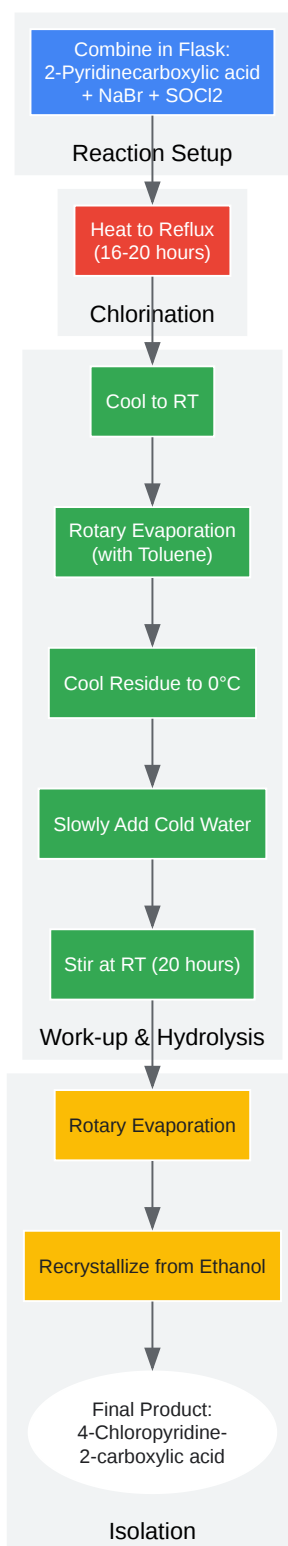 Combine in Flask:
2-Pyridinecarboxylic acid
+ NaBr + SOCl2
Reaction Setup
Heat to Reflux
(16-20 hours)
Chlorination
Cool to RT
Rotary Evaporation
(with Toluene)
Cool Residue to 0°C
Slowly Add Cold Water
Stir at RT (20 hours)
Work-up & Hydrolysis
Rotary Evaporation
Recrystallize from Ethanol
Final Product:
4-Chloropyridine-
2-carboxylic acid
Isolation